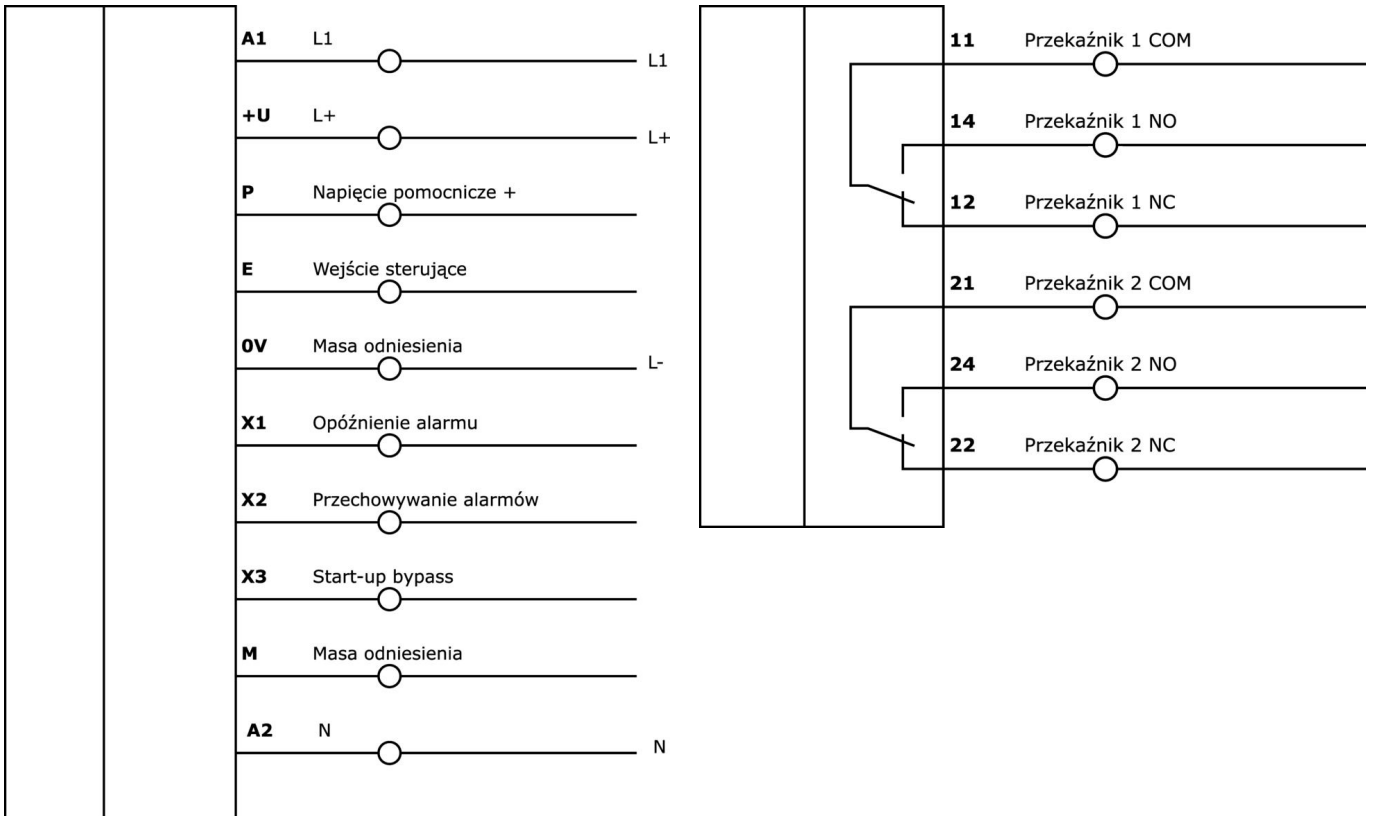 A1 L1
L1
+U L+
L+
P Napięcie pomocnicze +
E Wejście sterujące
0V Masa odniesienia
L-
X1 Opóźnienie alarmu
X2 Przechowywanie alarmów
X3 Start-up bypass
M Masa odniesienia
A2 N
N
11 Przekaźnik 1 COM
14 Przekaźnik 1 NO
12 Przekaźnik 1 NC
21 Przekaźnik 2 COM
24 Przekaźnik 2 NO
22 Przekaźnik 2 NC